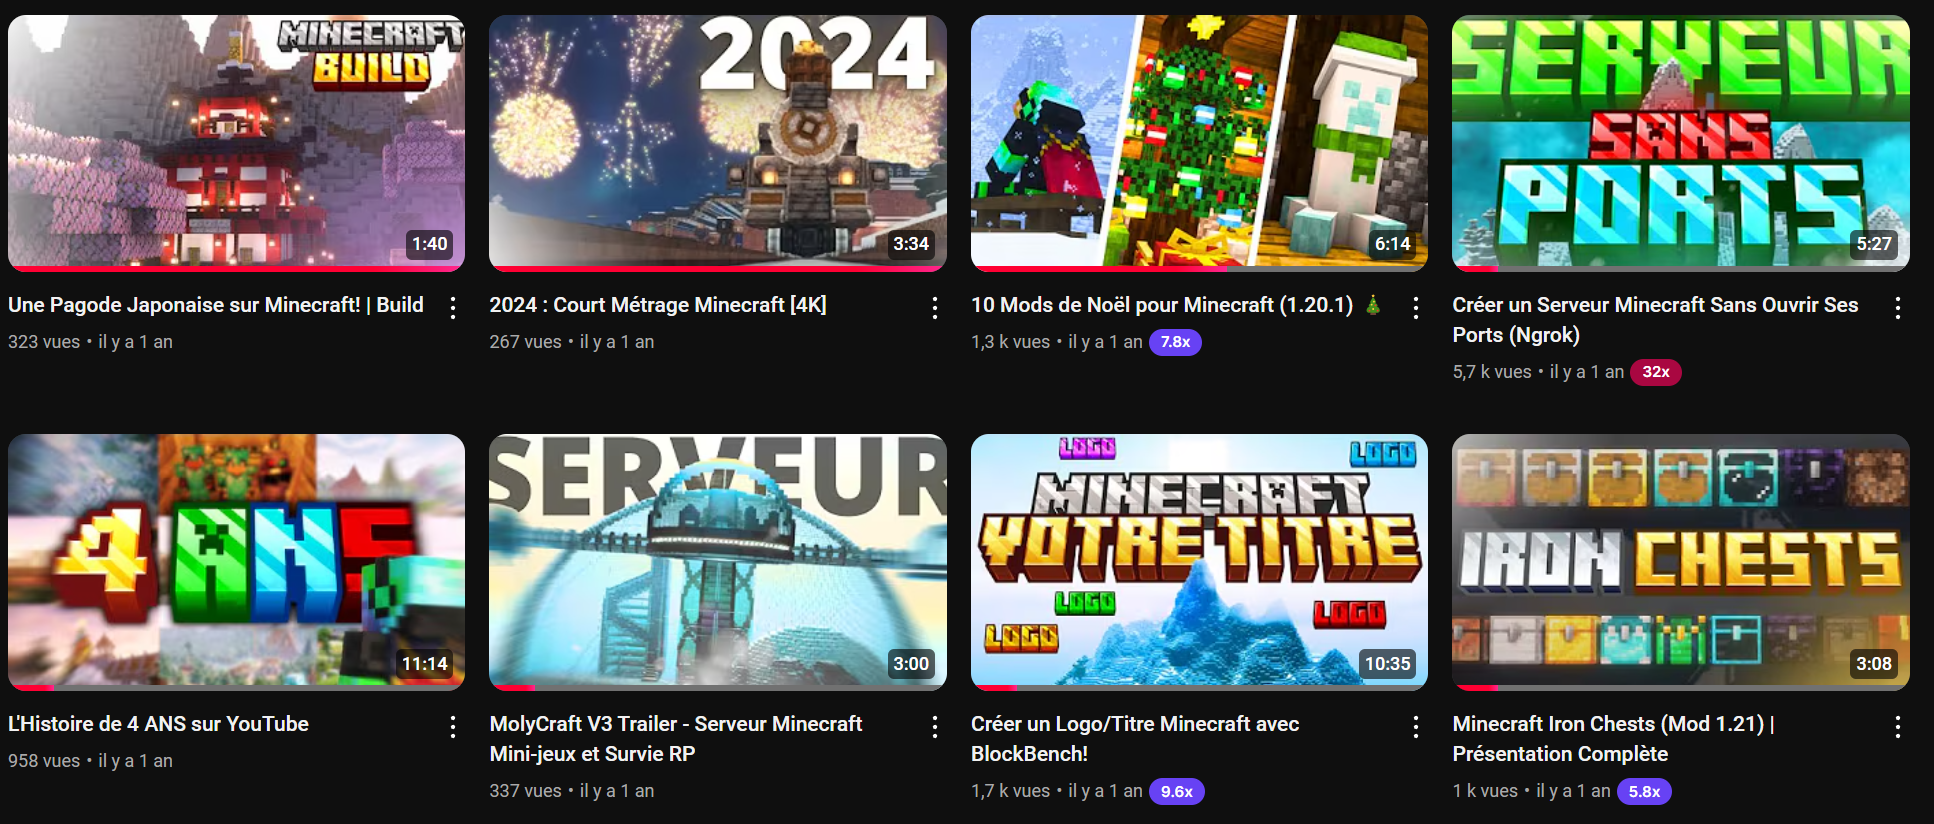 MINECRAFT
BUILD
1:40
Une Pagode Japonaise sur Minecraft! | Build
323 vues • il y a 1 an
2024
3:34
2024 : Court Métrage Minecraft [4K]
267 vues • il y a 1 an
6:14
10 Mods de Noël pour Minecraft (1.20.1) 🎄
1,3 k vues • il y a 1 an 7.8x
SERVEUR
SANS
PORTS
5:27
Créer un Serveur Minecraft Sans Ouvrir Ses
Ports (Ngrok)
5,7 k vues • il y a 1 an 32x
4 ANS
11:14
L'Histoire de 4 ANS sur YouTube
958 vues • il y a 1 an
SERVEUR
3:00
MolyCraft V3 Trailer - Serveur Minecraft
Mini-jeux et Survie RP
337 vues • il y a 1 an
LOGO
LOGO
MINECRAFT
VOTRE TITRE
LOGO
LOGO
LOGO
10:35
Créer un Logo/Titre Minecraft avec
BlockBench!
1,7 k vues • il y a 1 an 9.6x
IRON CHESTS
3:08
Minecraft Iron Chests (Mod 1.21) |
Présentation Complète
1 k vues • il y a 1 an 5.8x